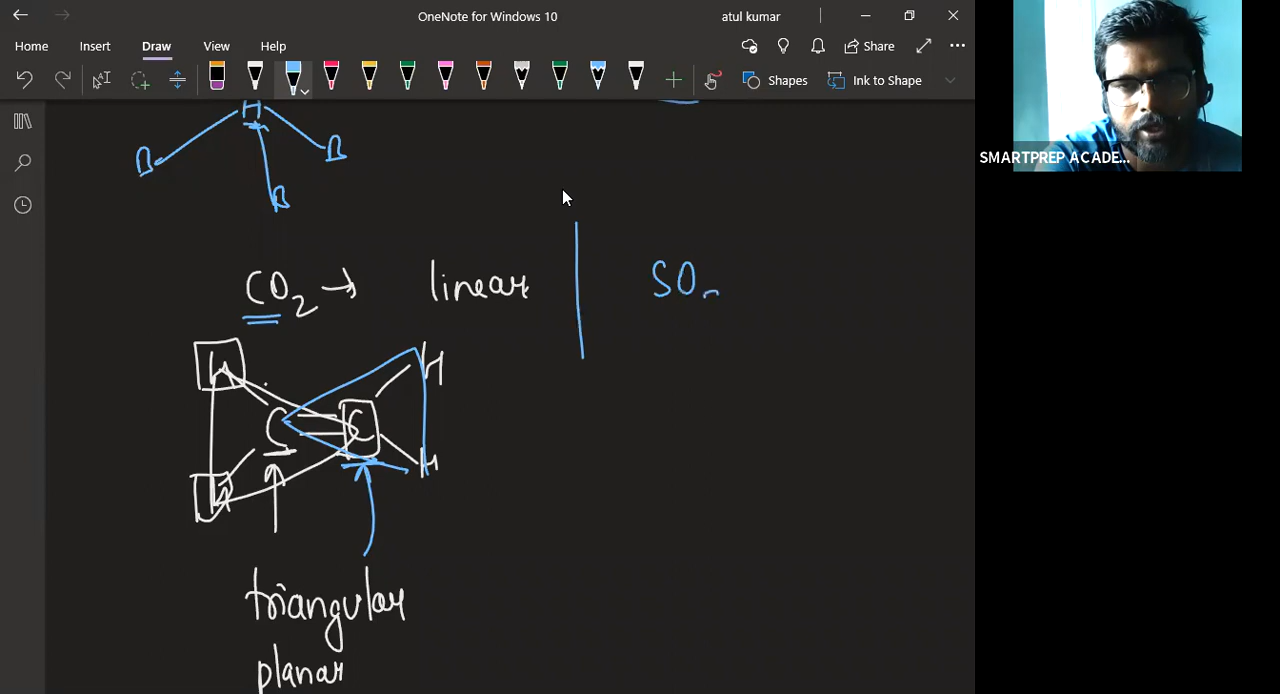 OneNote for Windows 10
atul kumar
Home Insert Draw View Help
Share
Shapes
Ink to Shape
SMARTPREP ACADE...
H
B B
B
CO2 → linear
SO
H H
C C
H H
triangular
planar